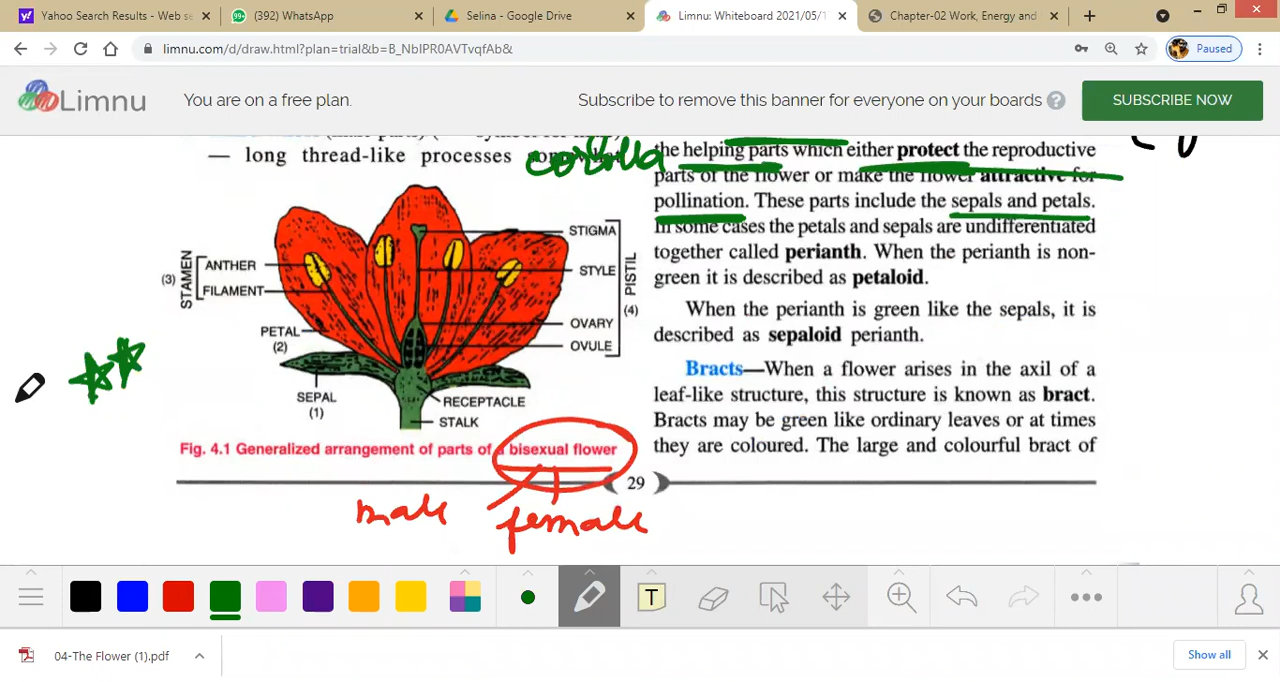 Yahoo Search Results - Web se
(392) WhatsApp
Selina - Google Drive
Limnu: Whiteboard 2021/05/1
Chapter-02 Work, Energy and
limnu.com/d/draw.html?plan=trial&b=B_NbIPR0AVTvqfAb&
Paused
Limnu
You are on a free plan.
Subscribe to remove this banner for everyone on your boards
SUBSCRIBE NOW
— long thread-like processes somewhat
corolla
STIGMA
STYLE
PISTIL
(4)
OVARY
OVULE
STAMEN
(3)
ANTHER
FILAMENT
PETAL
(2)
SEPAL
(1)
RECEPTACLE
STALK
Fig. 4.1 Generalized arrangement of parts of a bisexual flower
male
female
the helping parts which either protect the reproductive
parts of the flower or make the flower attractive for
pollination. These parts include the sepals and petals.
In some cases the petals and sepals are undifferentiated
together called perianth. When the perianth is non-
green it is described as petaloid.
When the perianth is green like the sepals, it is
described as sepaloid perianth.
Bracts—When a flower arises in the axil of a
leaf-like structure, this structure is known as bract.
Bracts may be green like ordinary leaves or at times
they are coloured. The large and colourful bract of
29
T
04-The Flower (1).pdf
Show all